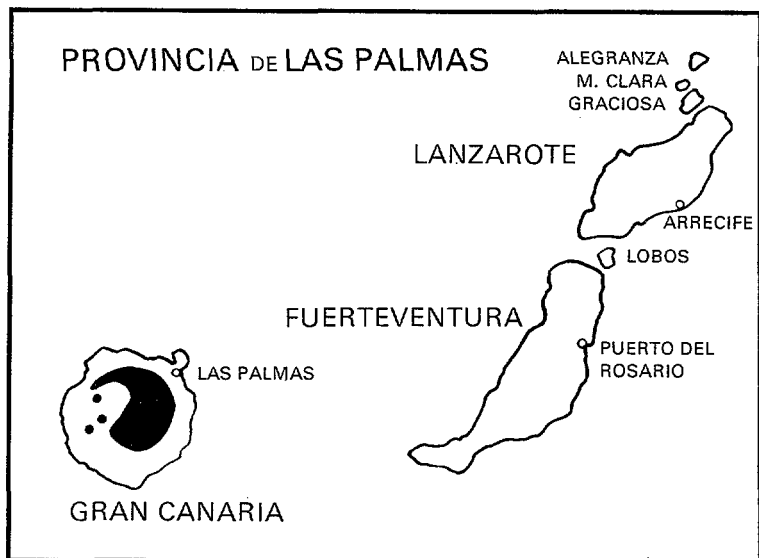 PROVINCIA DE LAS PALMAS
ALEGRANZA
M. CLARA
GRACIOSA
LANZAROTE
ARRECIFE
LOBOS
FUERTEVENTURA
PUERTO DEL
ROSARIO
LAS PALMAS
GRAN CANARIA